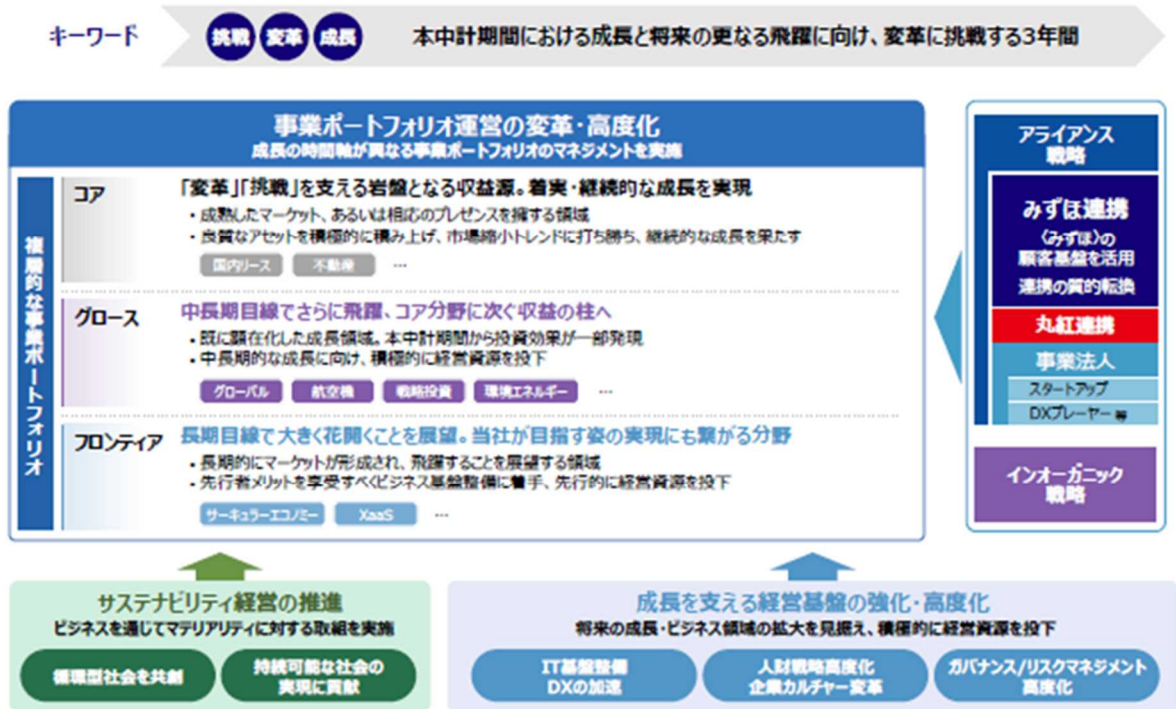 キーワード
挑戦 変革 成長
本中計期間における成長と将来の更なる飛躍に向け、変革に挑戦する3年間
事業ポートフォリオ運営の変革・高度化
成長の時間軸が異なる事業ポートフォリオのマネジメントを実施
複層的な事業ポートフォリオ
コア
「変革」「挑戦」を支える岩盤となる収益源。着実・継続的な成長を実現
・成熟したマーケット、あるいは相応のプレゼンスを擁する領域
・良質なアセットを積極的に積み上げ、市場縮小トレンドに打ち勝ち、継続的な成長を果たす
国内リース 不動産 …
グロース
中長期目線でさらに飛躍、コア分野に次ぐ収益の柱へ
・既に顕在化した成長領域。本中計期間から投資効果が一部発現
・中長期的な成長に向け、積極的に経営資源を投下
グローバル 航空機 戦略投資 環境エネルギー …
フロンティア
長期目線で大きく花開くことを展望。当社が目指す姿の実現にも繋がる分野
・長期的にマーケットが形成され、飛躍することを展望する領域
・先行者メリットを享受すべくビジネス基盤整備に着手、先行的に経営資源を投下
サーキュラーエコノミー XaaS …
アライアンス
戦略
みずほ連携
〈みずほ〉の
顧客基盤を活用
連携の質的転換
丸紅連携
事業法人
スタートアップ
DXプレーヤー 等
インオーガニック
戦略
サステナビリティ経営の推進
ビジネスを通じてマテリアリティに対する取組を実施
循環型社会を共創
持続可能な社会の
実現に貢献
成長を支える経営基盤の強化・高度化
将来の成長・ビジネス領域の拡大を見据え、積極的に経営資源を投下
IT基盤整備
DXの加速
人財戦略高度化
企業カルチャー変革
ガバナンス/リスクマネジメント
高度化